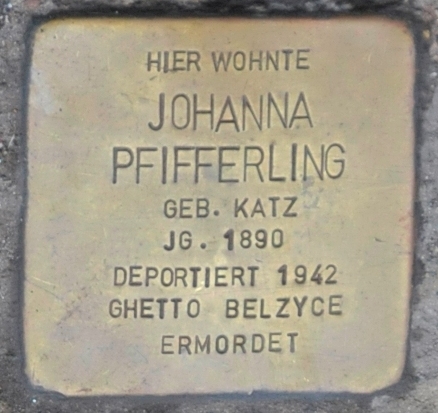 HIER WOHNTE
JOHANNA
PFIFFERLING
GEB. KATZ
JG. 1890
DEPORTIERT 1942
GHETTO BELZYCE
ERMORDET